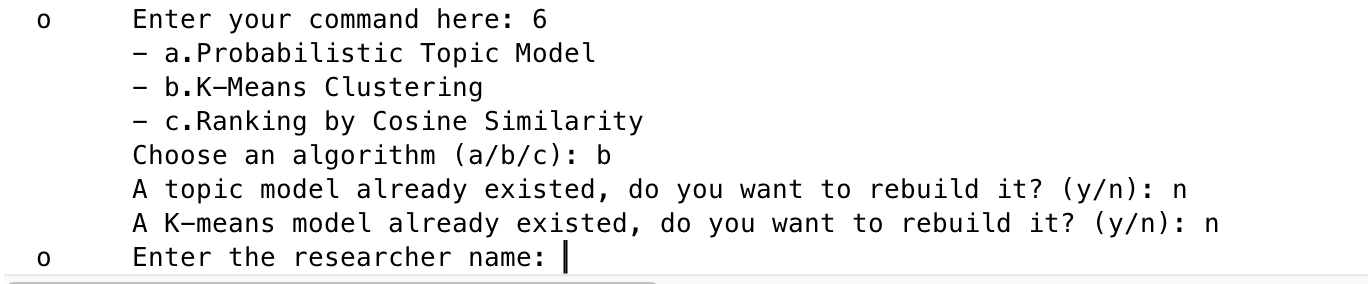 o Enter your command here: 6
– a.Probabilistic Topic Model
– b.K–Means Clustering
– c.Ranking by Cosine Similarity
Choose an algorithm (a/b/c): b
A topic model already existed, do you want to rebuild it? (y/n): n
A K–means model already existed, do you want to rebuild it? (y/n): n
o Enter the researcher name: